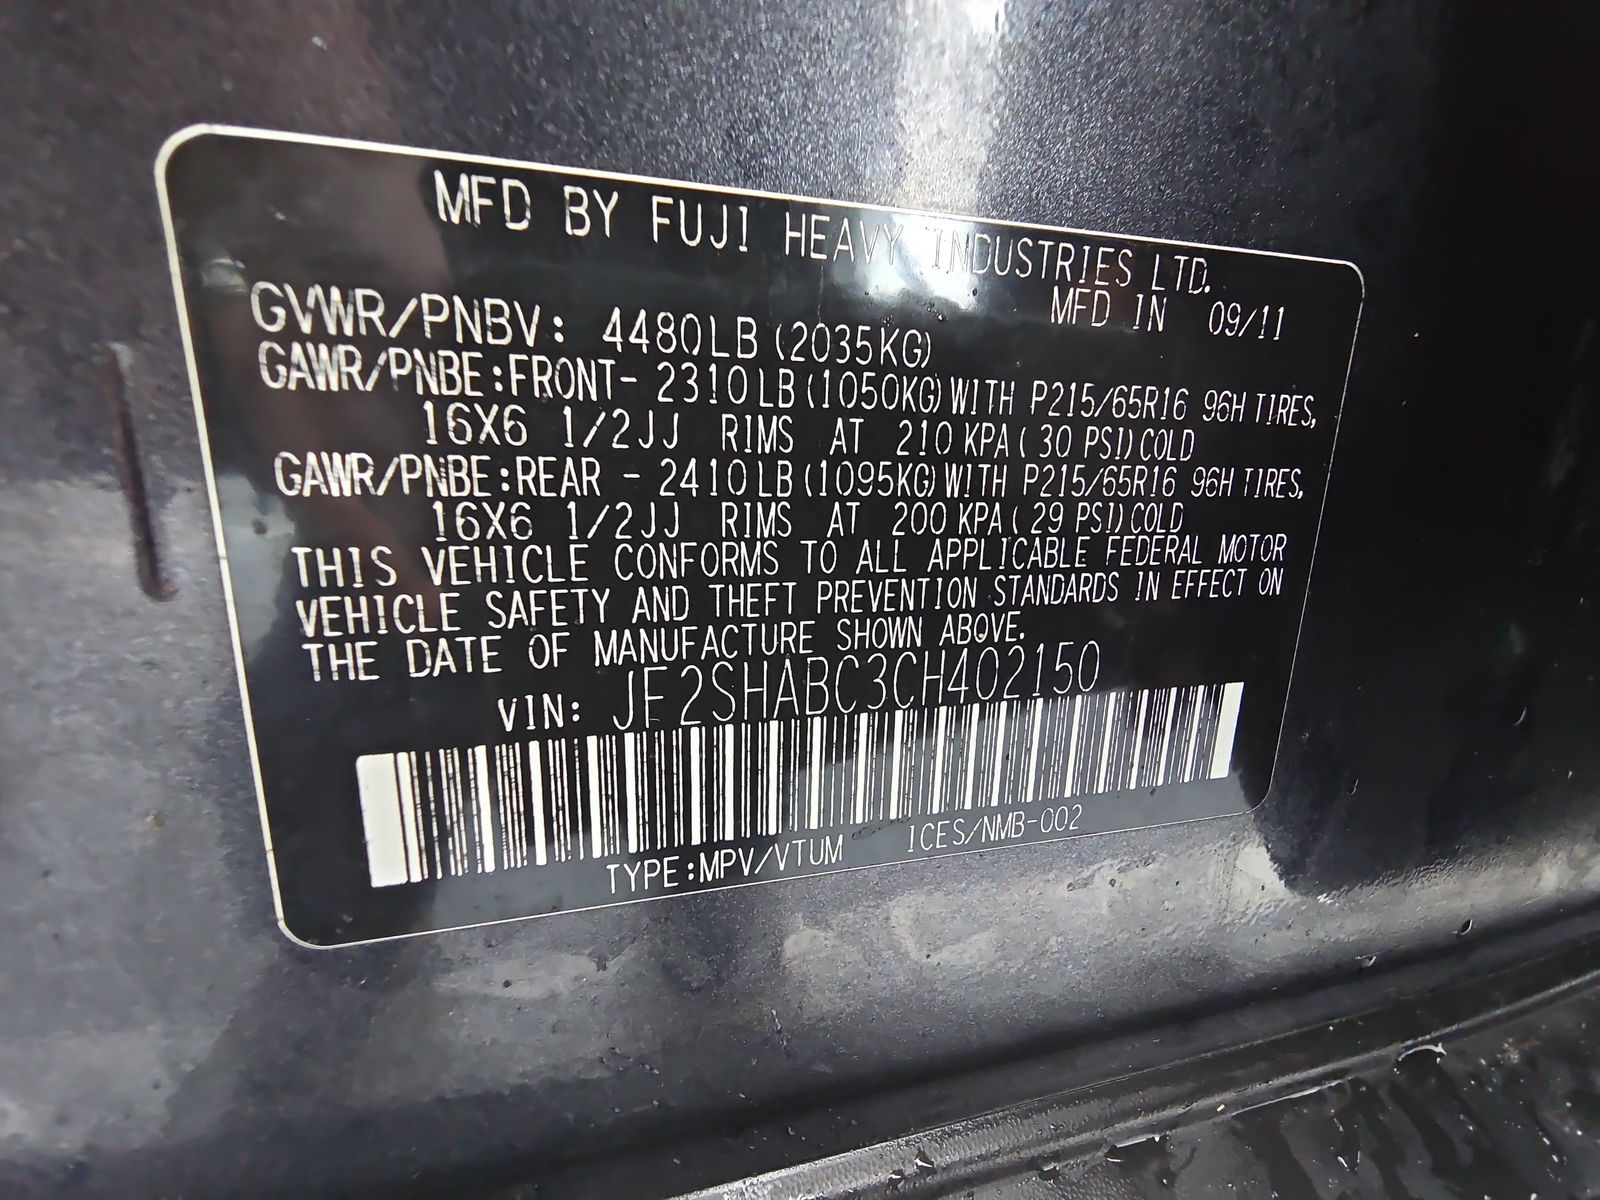 MFD BY FUJI HEAVY INDUSTRIES LTD.
MFD IN 09/11
GVWR/PNBV: 4480LB (2035KG)
GAWR/PNBE:FRONT- 2310LB (1050KG) WITH P215/65R16 96H TIRES,
16X6 1/2JJ RIMS AT 210 KPA ( 30 PSI) COLD
GAWR/PNBE:REAR - 2410LB (1095KG) WITH P215/65R16 96H TIRES,
16X6 1/2JJ RIMS AT 200 KPA ( 29 PSI) COLD
THIS VEHICLE CONFORMS TO ALL APPLICABLE FEDERAL MOTOR
VEHICLE SAFETY AND THEFT PREVENTION STANDARDS IN EFFECT ON
THE DATE OF MANUFACTURE SHOWN ABOVE.
VIN: JF2SHABC3CH402150
TYPE:MPV/VTUM ICES/NMB-002